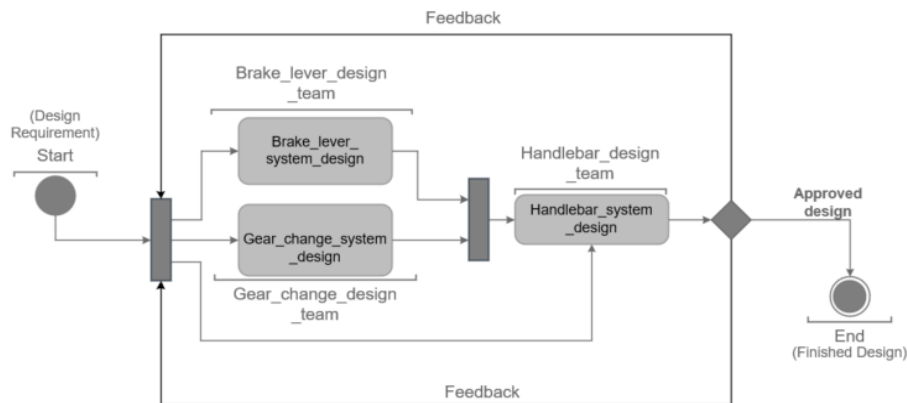 Feedback
Brake_lever_design
_team
(Design
Requirement)
Start
Brake_lever_
system_design
Handlebar_design
_team
Approved
design
Handlebar_system
_design
Gear_change_system
_design
Gear_change_design
_team
End
(Finished Design)
Feedback